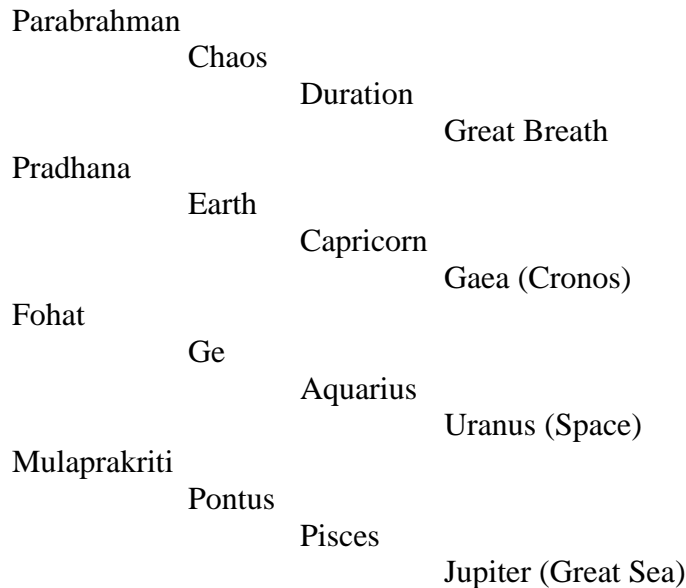 Parabrahman
Chaos
Duration
Great Breath
Pradhana
Earth
Capricorn
Gaea (Cronos)
Fohat
Ge
Aquarius
Uranus (Space)
Mulaprakriti
Pontus
Pisces
Jupiter (Great Sea)